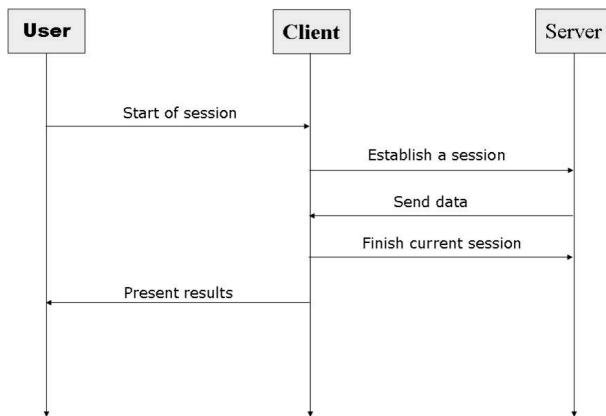 User
Client
Server
Start of session
Establish a session
Send data
Finish current session
Present results